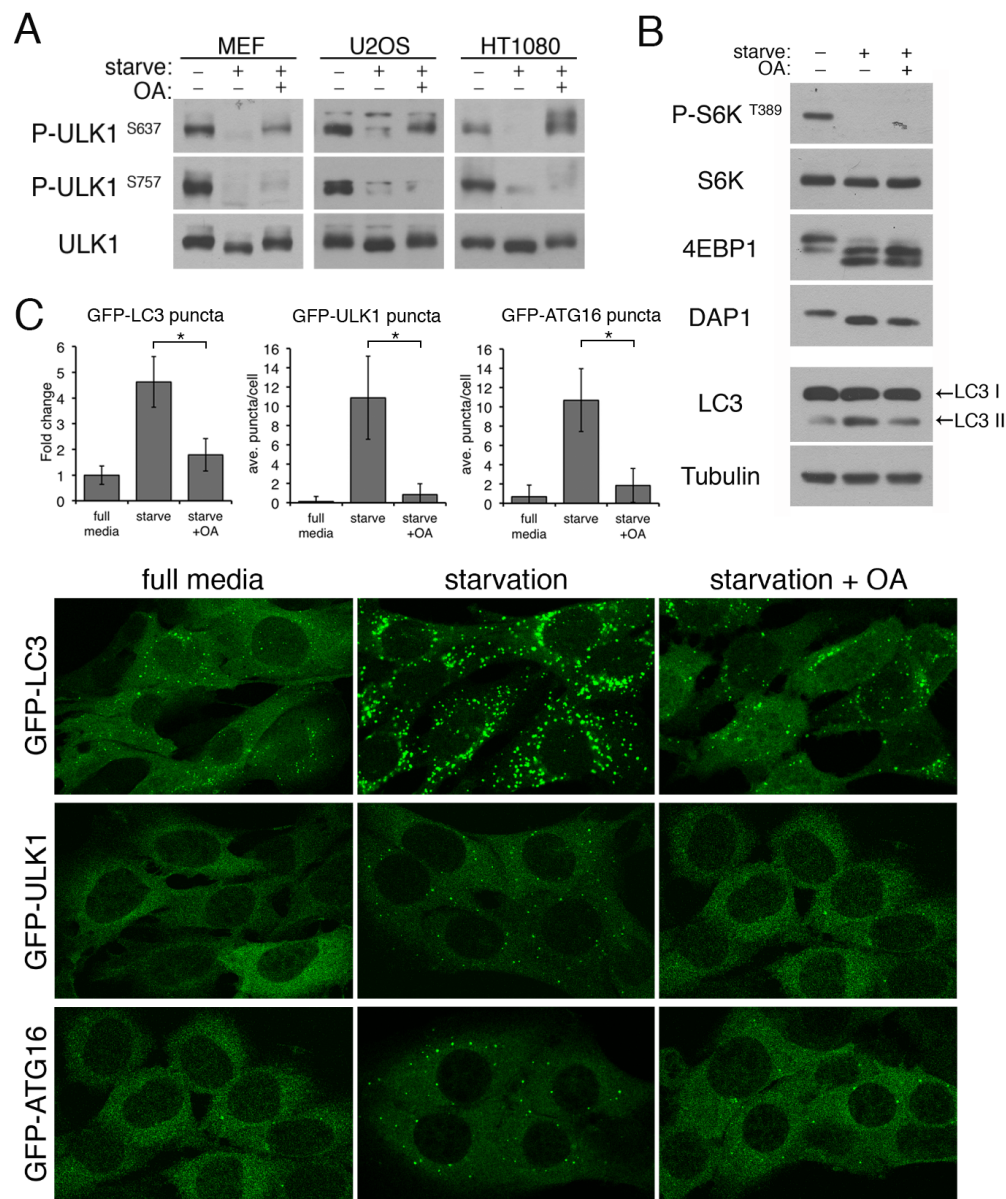 A
MEF U2OS HT1080
starve: – + + – + + – + +
OA: – – + – – + – – +
P-ULK1 S637
P-ULK1 S757
ULK1
B
starve: – + +
OA: – – +
P-S6K T389
S6K
4EBP1
DAP1
LC3
←LC3 I
←LC3 II
Tubulin
C
GFP-LC3 puncta
*
Fold change
6
5
4
3
2
1
0
full media
starve
starve +OA
GFP-ULK1 puncta
*
ave. puncta/cell
16
14
12
10
8
6
4
2
0
full media
starve
starve +OA
GFP-ATG16 puncta
*
ave. puncta/cell
16
14
12
10
8
6
4
2
0
full media
starve
starve +OA
full media starvation starvation + OA
GFP-LC3
GFP-ULK1
GFP-ATG16